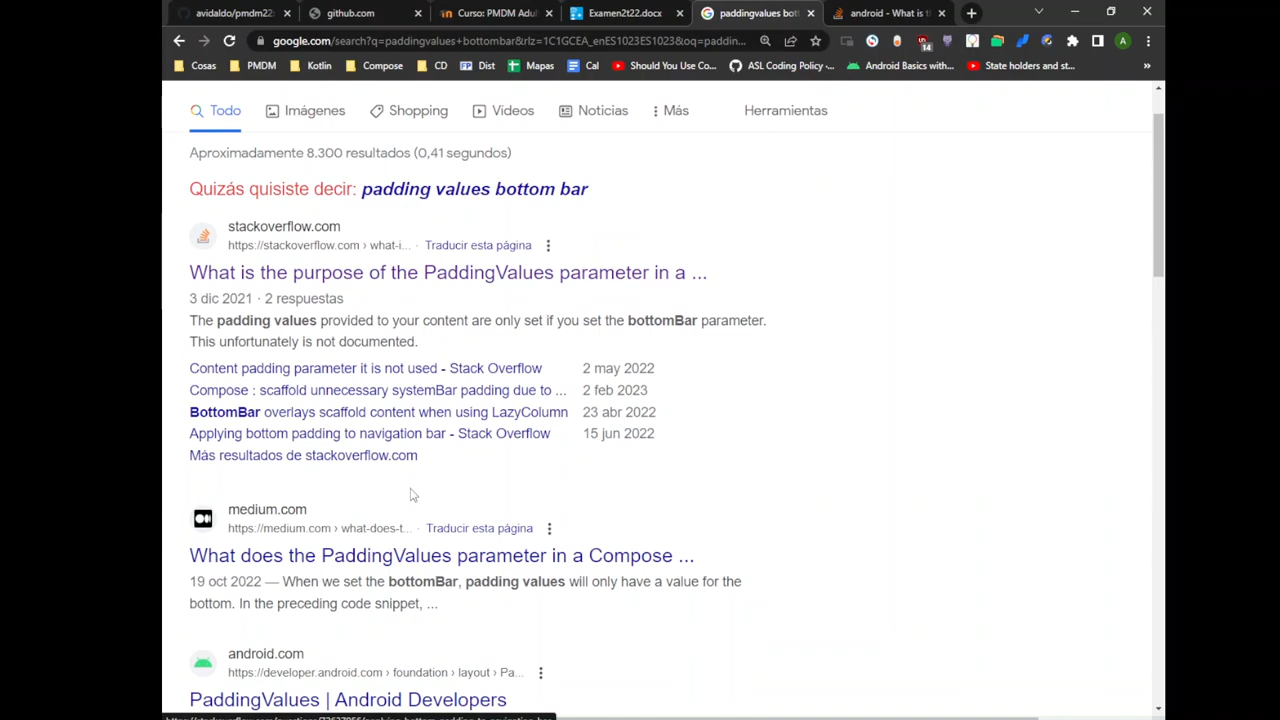 avidaldo/pmdm22:
github.com
Curso: PMDM Adul
Examen2t22.docx
paddingvalues bott
android - What is t
google.com/search?q=paddingvalues+bottombar&rlz=1C1GCEA_enES1023ES1023&oq=paddin...
14
A
Cosas
PMDM
Kotlin
Compose
CD
FP Dist
Mapas
Cal
Should You Use Co...
ASL Coding Policy -...
Android Basics with...
State holders and st...
»
Todo
Imágenes
Shopping
Vídeos
Noticias
Más
Herramientas
Aproximadamente 8.300 resultados (0,41 segundos)
Quizás quisiste decir: padding values bottom bar
stackoverflow.com
https://stackoverflow.com › what-i... · Traducir esta página
What is the purpose of the PaddingValues parameter in a ...
3 dic 2021 · 2 respuestas
The padding values provided to your content are only set if you set the bottomBar parameter.
This unfortunately is not documented.
Content padding parameter it is not used - Stack Overflow 2 may 2022
Compose : scaffold unnecessary systemBar padding due to ... 2 feb 2023
BottomBar overlays scaffold content when using LazyColumn 23 abr 2022
Applying bottom padding to navigation bar - Stack Overflow 15 jun 2022
Más resultados de stackoverflow.com
medium.com
https://medium.com › what-does-t... · Traducir esta página
What does the PaddingValues parameter in a Compose ...
19 oct 2022 — When we set the bottomBar, padding values will only have a value for the
bottom. In the preceding code snippet, ...
android.com
https://developer.android.com › foundation › layout › Pa...
PaddingValues | Android Developers